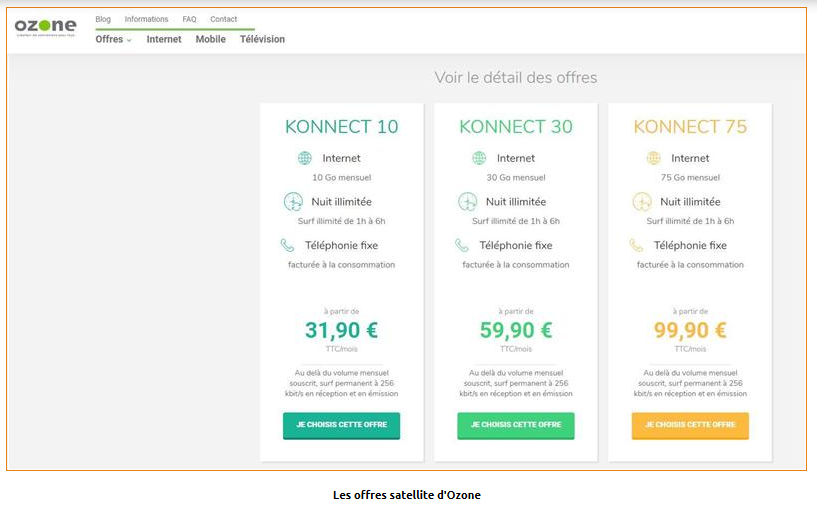 ozone
Blog Informations FAQ Contact
Offres Internet Mobile Télévision
Voir le détail des offres
KONNECT 10
Internet
10 Go mensuel
Nuit illimitée
Surf illimité de 1h à 6h
Téléphonie fixe
facturée à la consommation
à partir de
31,90 €
TTC/mois
Au delà du volume mensuel
souscrit, surf permanent à 256
kbit/s en réception et en émission
JE CHOISIS CETTE OFFRE
KONNECT 30
Internet
30 Go mensuel
Nuit illimitée
Surf illimité de 1h à 6h
Téléphonie fixe
facturée à la consommation
à partir de
59,90 €
TTC/mois
Au delà du volume mensuel
souscrit, surf permanent à 256
kbit/s en réception et en émission
JE CHOISIS CETTE OFFRE
KONNECT 75
Internet
75 Go mensuel
Nuit illimitée
Surf illimité de 1h à 6h
Téléphonie fixe
facturée à la consommation
à partir de
99,90 €
TTC/mois
Au delà du volume mensuel
souscrit, surf permanent à 256
kbit/s en réception et en émission
JE CHOISIS CETTE OFFRE
Les offres satellite d'Ozone